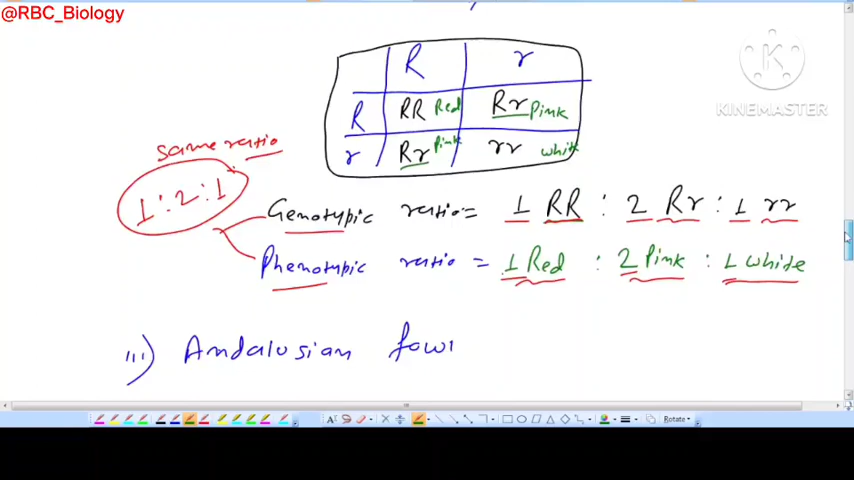 @RBC_Biology
KINEMASTER
R r
R RR Red Rr Pink
r Rr Pink rr white
same ratio
1:2:1
Genotypic ratio= 1 RR : 2 Rr : 1 rr
Phenotypic ratio = 1 Red : 2 Pink : 1 white
iii) Andalusian fowl
Rotate